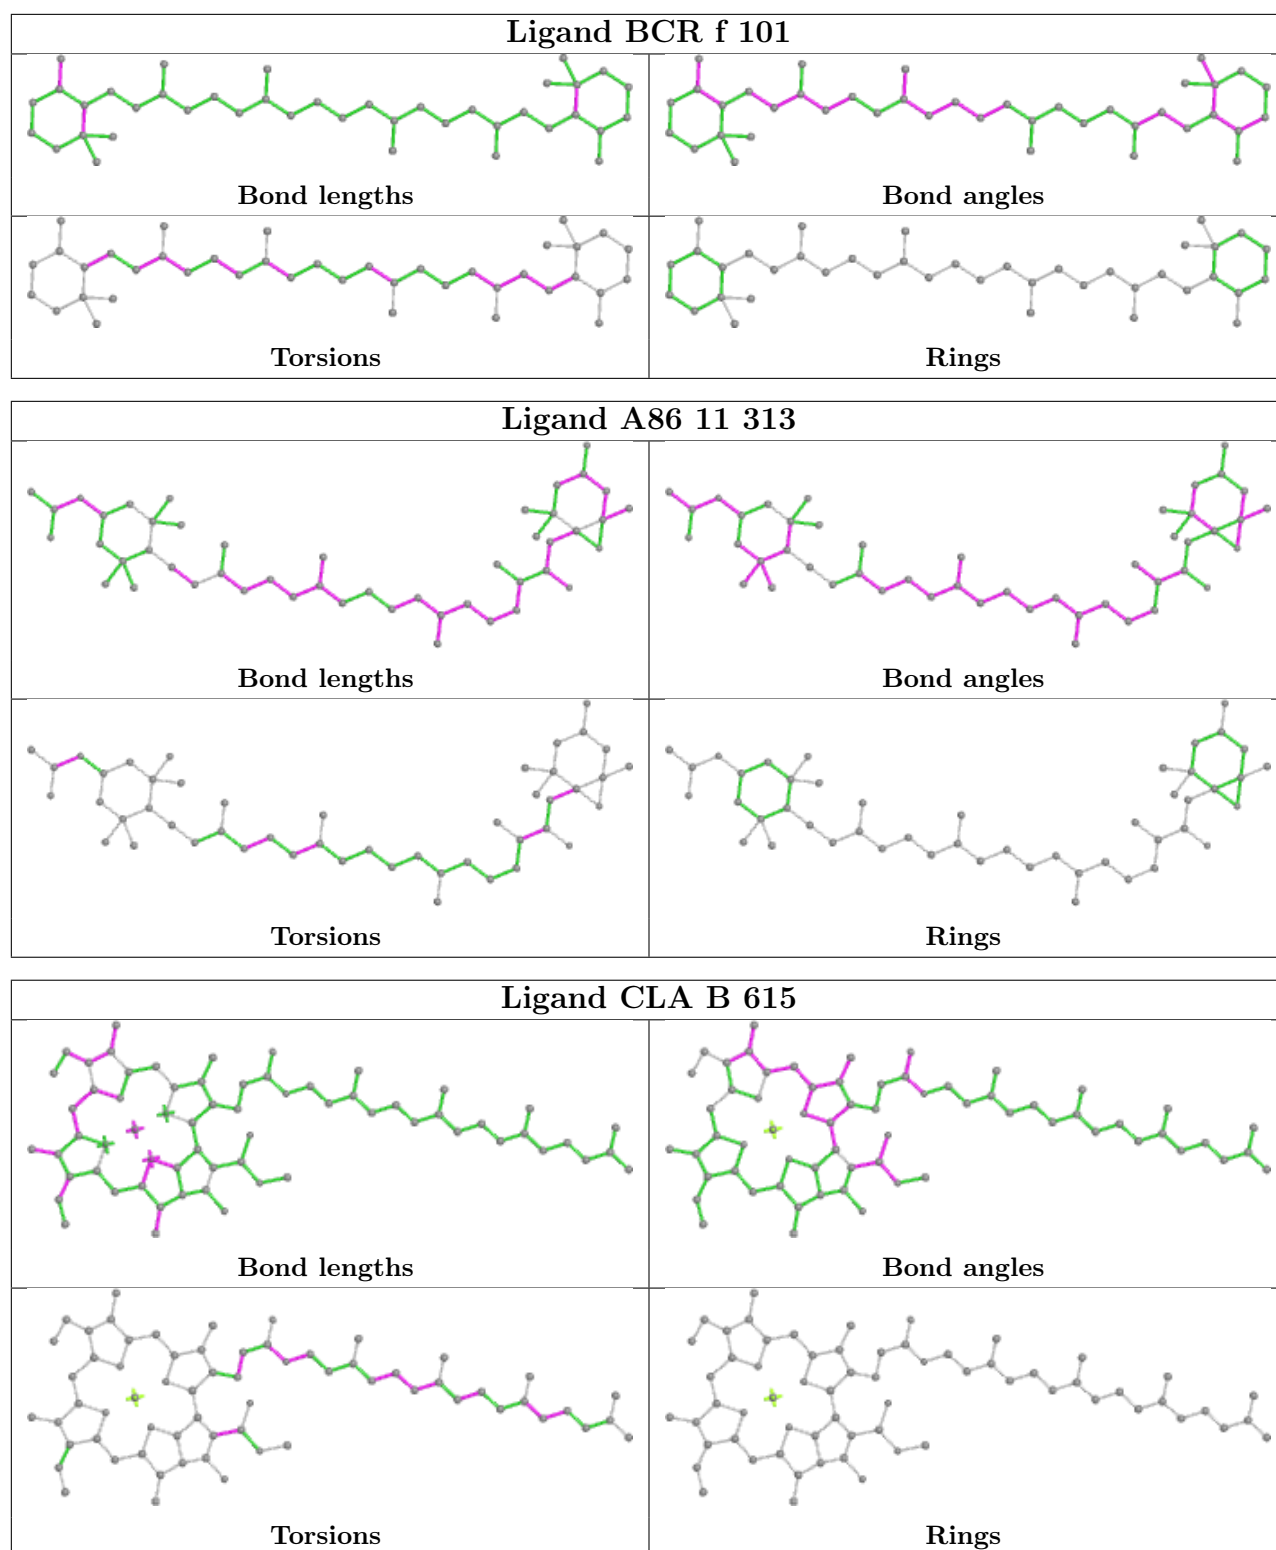 Ligand BCR f 101
Bond lengths
Bond angles
Torsions
Rings
Ligand A86 11 313
Bond lengths
Bond angles
Torsions
Rings
Ligand CLA B 615
Bond lengths
Bond angles
Torsions
Rings